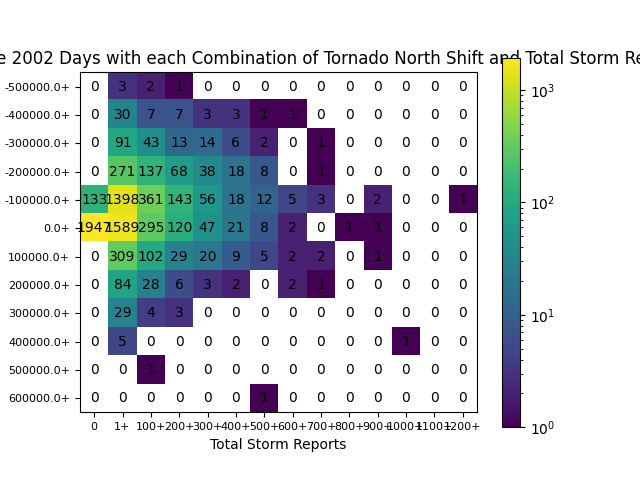 e 2002 Days with each Combination of Tornado North Shift and Total Storm Re
-500000.0+ 0 3 2 1 0 0 0 0 0 0 0 0 0 0
-400000.0+ 0 30 7 7 3 3 1 1 0 0 0 0 0 0
-300000.0+ 0 91 43 13 14 6 2 0 1 0 0 0 0 0
-200000.0+ 0 271 137 68 38 18 8 0 1 0 0 0 0 0
-100000.0+ 133 1398 361 143 56 18 12 5 3 0 2 0 0 1
0.0+ 1947 1589 295 120 47 21 8 2 0 1 1 0 0 0
100000.0+ 0 309 102 29 20 9 5 2 2 0 1 0 0 0
200000.0+ 0 84 28 6 3 2 0 2 1 0 0 0 0 0
300000.0+ 0 29 4 3 0 0 0 0 0 0 0 0 0 0
400000.0+ 0 5 0 0 0 0 0 0 0 0 0 1 0 0
500000.0+ 0 0 1 0 0 0 0 0 0 0 0 0 0 0
600000.0+ 0 0 0 0 0 0 1 0 0 0 0 0 0 0
0 1+ 100+ 200+ 300+ 400+ 500+ 600+ 700+ 800+ 900+ 1000+ 1100+ 1200+
Total Storm Reports
10³
10²
10¹
10⁰